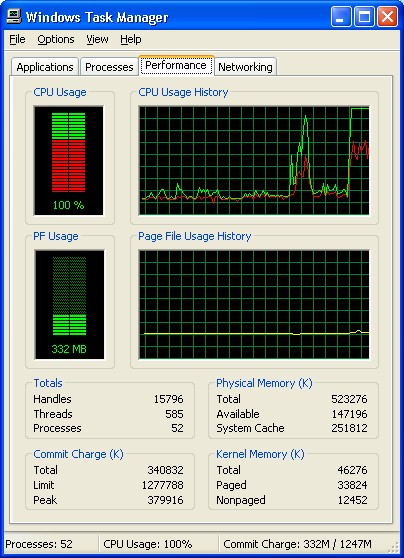 Windows Task Manager
File Options View Help
Applications Processes Performance Networking
CPU Usage
CPU Usage History
100 %
PF Usage
Page File Usage History
332 MB
Totals
Handles 15796
Threads 585
Processes 52
Physical Memory (K)
Total 523276
Available 147196
System Cache 251812
Commit Charge (K)
Total 340832
Limit 1277788
Peak 379916
Kernel Memory (K)
Total 46276
Paged 33824
Nonpaged 12452
Processes: 52 CPU Usage: 100% Commit Charge: 332M / 1247M